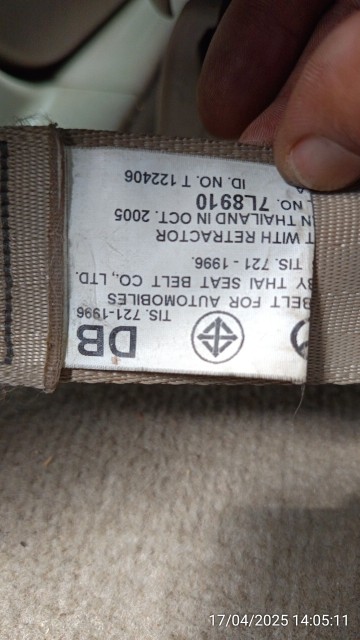 DB
TIS. 721-1996
BELT FOR AUTOMOBILES
BY THAI SEAT BELT CO., LTD.
TIS. 721 - 1996.
T WITH RETRACTOR
N THAILAND IN OCT. 2005
NO. 7L8910
ID. NO. T 122406
17/04/2025 14:05:11